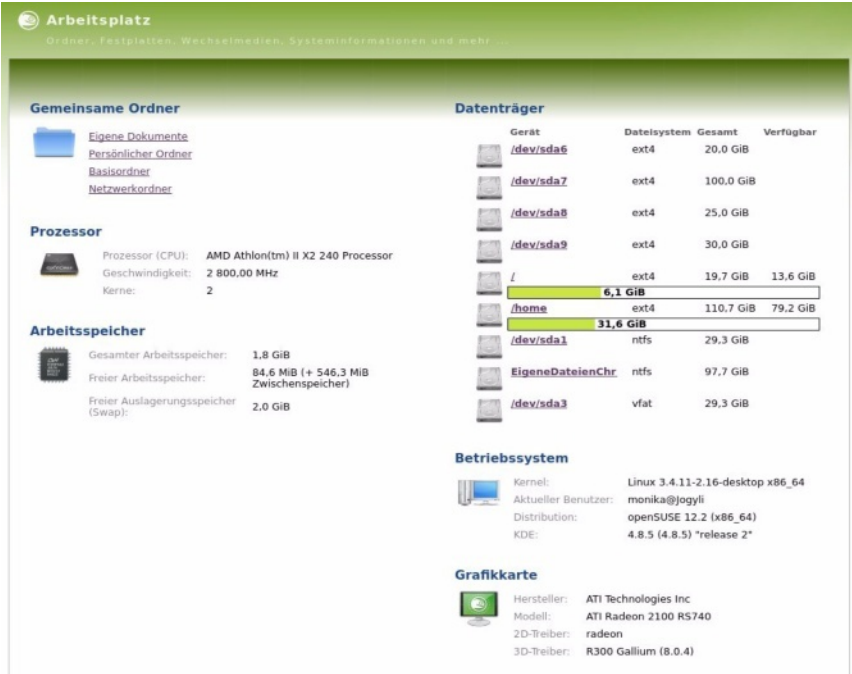 Arbeitsplatz
Ordner, Festplatten, Wechselmedien, Systeminformationen und mehr ...
Gemeinsame Ordner
Eigene Dokumente
Persönlicher Ordner
Basisordner
Netzwerkordner
Prozessor
Prozessor (CPU): AMD Athlon(tm) II X2 240 Processor
Geschwindigkeit: 2 800,00 MHz
Kerne: 2
Arbeitsspeicher
Gesamter Arbeitsspeicher: 1,8 GiB
Freier Arbeitsspeicher: 84,6 MiB (+ 546,3 MiB
Zwischenspeicher)
Freier Auslagerungsspeicher
(Swap): 2,0 GiB
Datenträger
Gerät Dateisystem Gesamt Verfügbar
/dev/sda6 ext4 20,0 GiB
/dev/sda7 ext4 100,0 GiB
/dev/sda8 ext4 25,0 GiB
/dev/sda9 ext4 30,0 GiB
/ ext4 19,7 GiB 13,6 GiB
6,1 GiB
/home ext4 110,7 GiB 79,2 GiB
31,6 GiB
/dev/sda1 ntfs 29,3 GiB
EigeneDateienChr ntfs 97,7 GiB
/dev/sda3 vfat 29,3 GiB
Betriebssystem
Kernel: Linux 3.4.11-2.16-desktop x86_64
Aktueller Benutzer: monika@Jogyli
Distribution: openSUSE 12.2 (x86_64)
KDE: 4.8.5 (4.8.5) "release 2"
Grafikkarte
Hersteller: ATI Technologies Inc
Modell: ATI Radeon 2100 RS740
2D-Treiber: radeon
3D-Treiber: R300 Gallium (8.0.4)